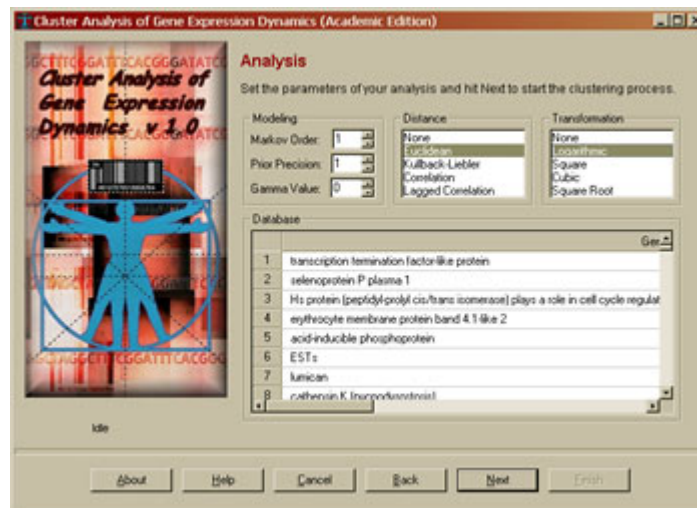 Cluster Analysis of Gene Expression Dynamics (Academic Edition)
Cluster Analysis of
Gene Expression
Dynamics v 1.0
Analysis
Set the parameters of your analysis and hit Next to start the clustering process.
Modeling
Markov Order: 1
Prior Precision: 1
Gamma Value: 0
Distance
None
Euclidean
Kullback-Liebler
Correlation
Lagged Correlation
Transformation
None
Logarithmic
Square
Cubic
Square Root
Database
Ger
1 transcription termination factor-like protein
2 selenoprotein P plasma 1
3 Hs protein (peptidyl-prolyl cis/trans isomerase) plays a role in cell cycle regulat
4 erythrocyte membrane protein band 4.1-like 2
5 acid-inducible phosphoprotein
6 ESTs
7 lumican
8 cathepsin K (pycnodysostosis)
Idle
About Help Cancel Back Next Finish